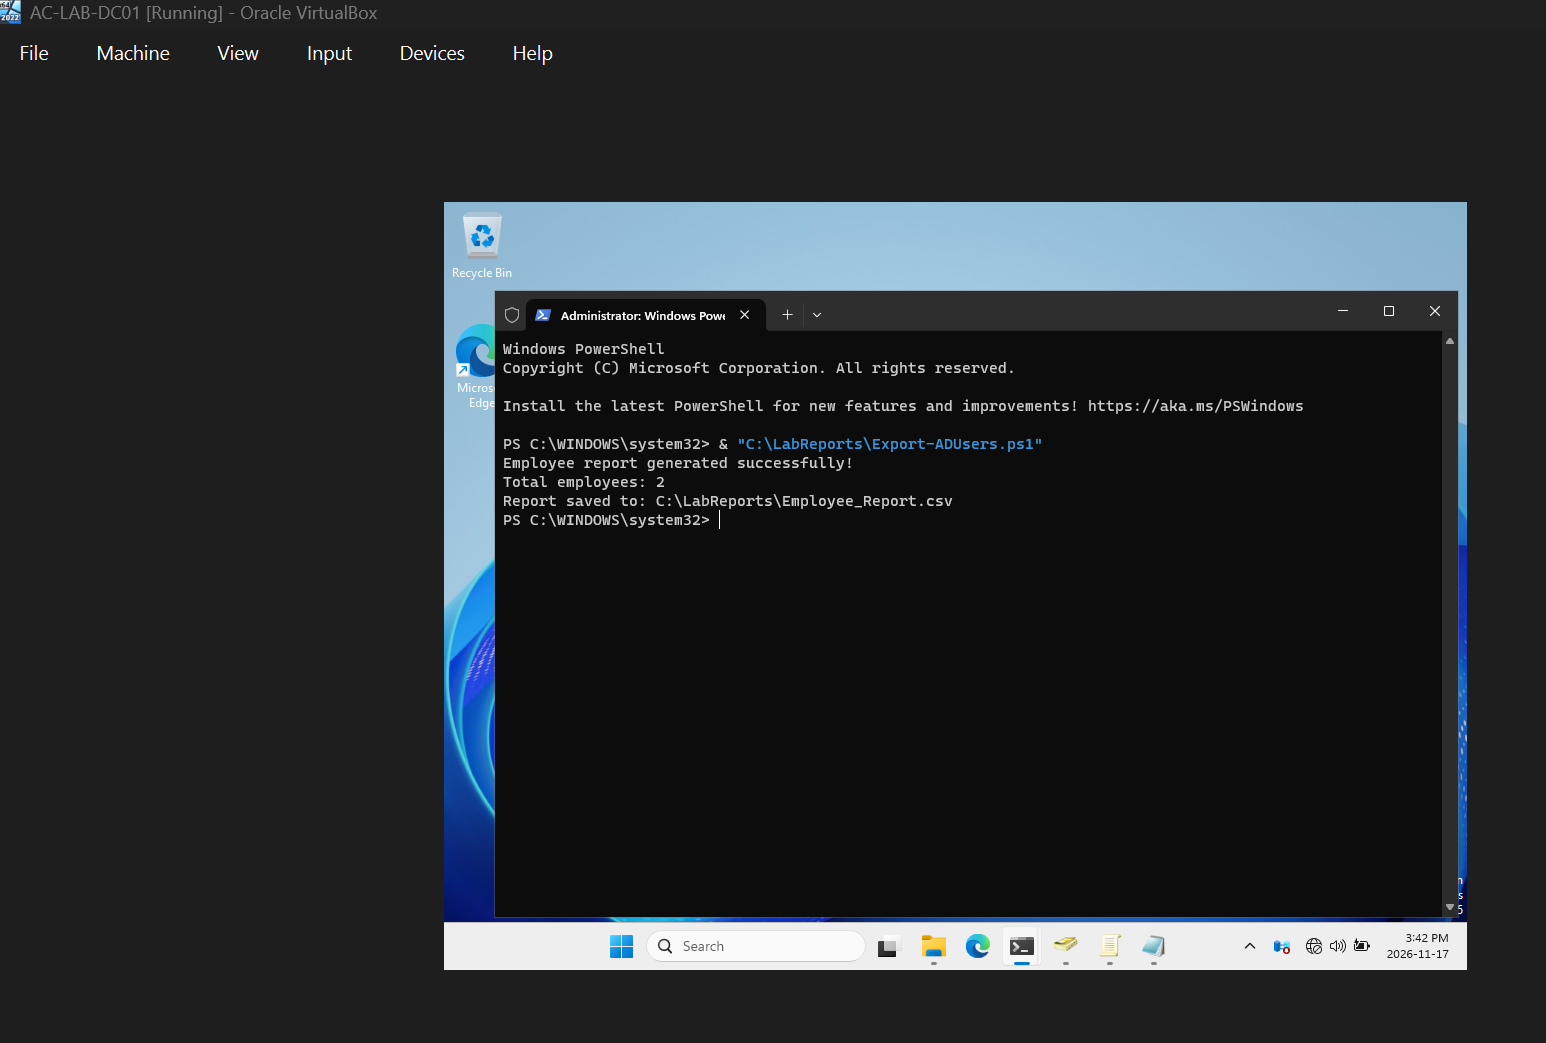 AC-LAB-DC01 [Running] - Oracle VirtualBox
File Machine View Input Devices Help
Recycle Bin
Edge
Administrator: Windows Powe
Windows PowerShell
Copyright (C) Microsoft Corporation. All rights reserved.
Install the latest PowerShell for new features and improvements! https://aka.ms/PSWindows
PS C:\WINDOWS\system32> & "C:\LabReports\Export-ADUsers.ps1"
Employee report generated successfully!
Total employees: 2
Report saved to: C:\LabReports\Employee_Report.csv
PS C:\WINDOWS\system32>
Search
3:42 PM
2026-11-17